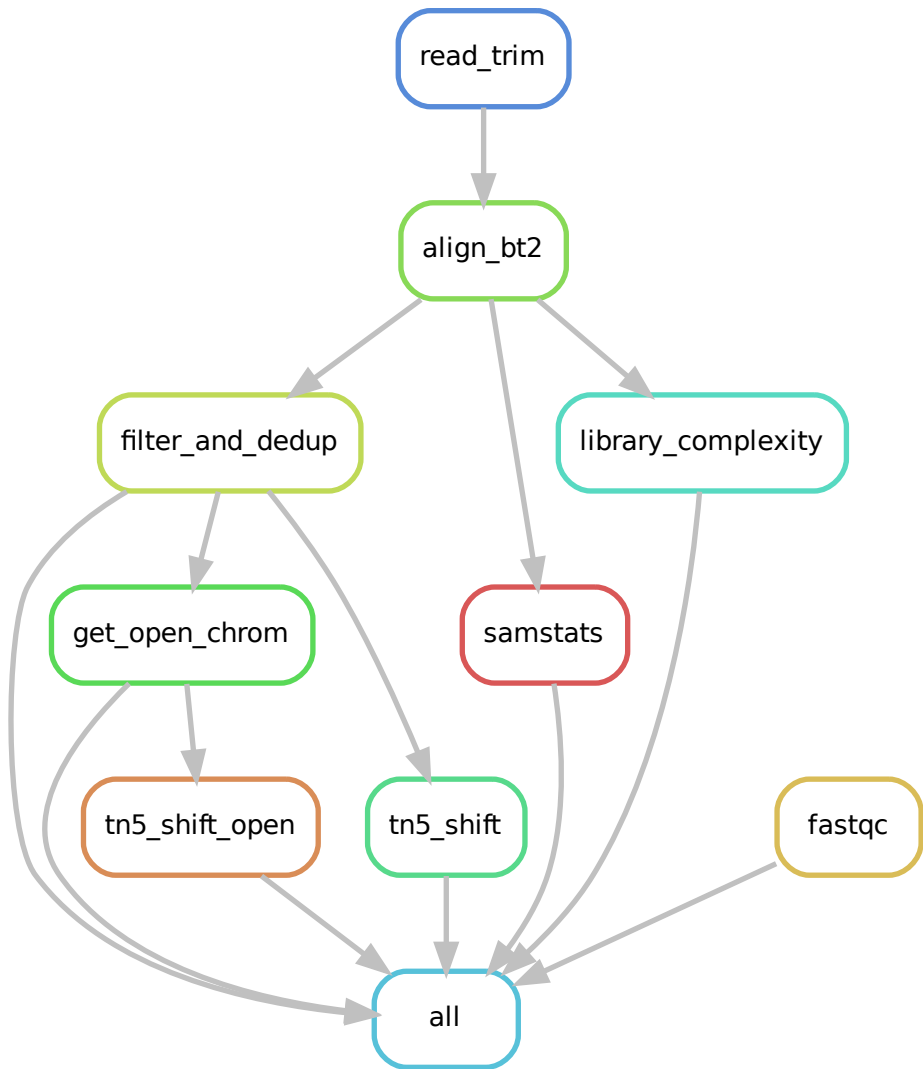 read_trim
align_bt2
filter_and_dedup
library_complexity
get_open_chrom
samstats
tn5_shift_open
tn5_shift
fastqc
all